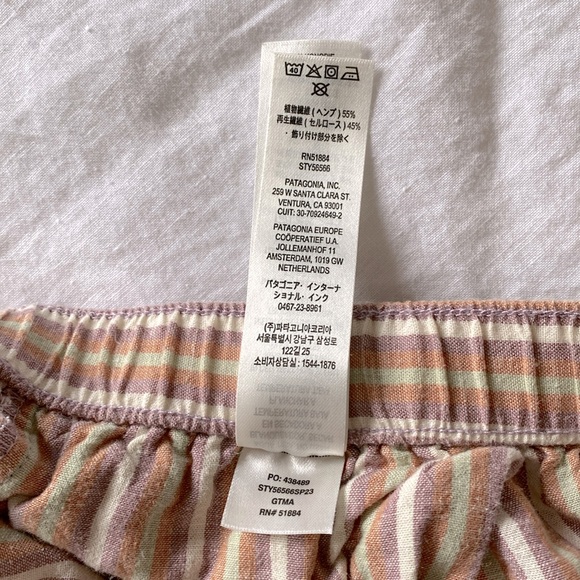 40
植物繊維 ( ヘンプ ) 55%
再生繊維 (セルロース) 45%
・飾り付け部分を除く
RN51884
STY56566
PATAGONIA, INC.
259 W SANTA CLARA ST.
VENTURA, CA 93001
CUIT: 30-70924649-2
PATAGONIA EUROPE
COÖPERATIEF U.A.
JOLLEMANHOF 11
AMSTERDAM, 1019 GW
NETHERLANDS
パタゴニア・インターナ
ショナル・インク
0467-23-8961
(주)파타고니아코리아
서울특별시 강남구 삼성로
122길 25
소비자상담실 : 1544-1876
PO: 438489
STY56566SP23
GTMA
RN# 51884